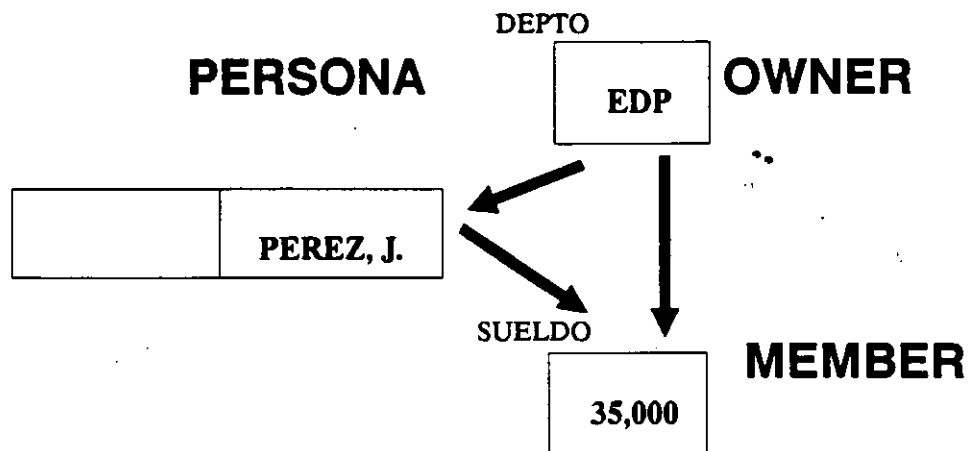 DEPTO
PERSONA
EDP
OWNER
PEREZ, J.
SUELDO
MEMBER
35,000